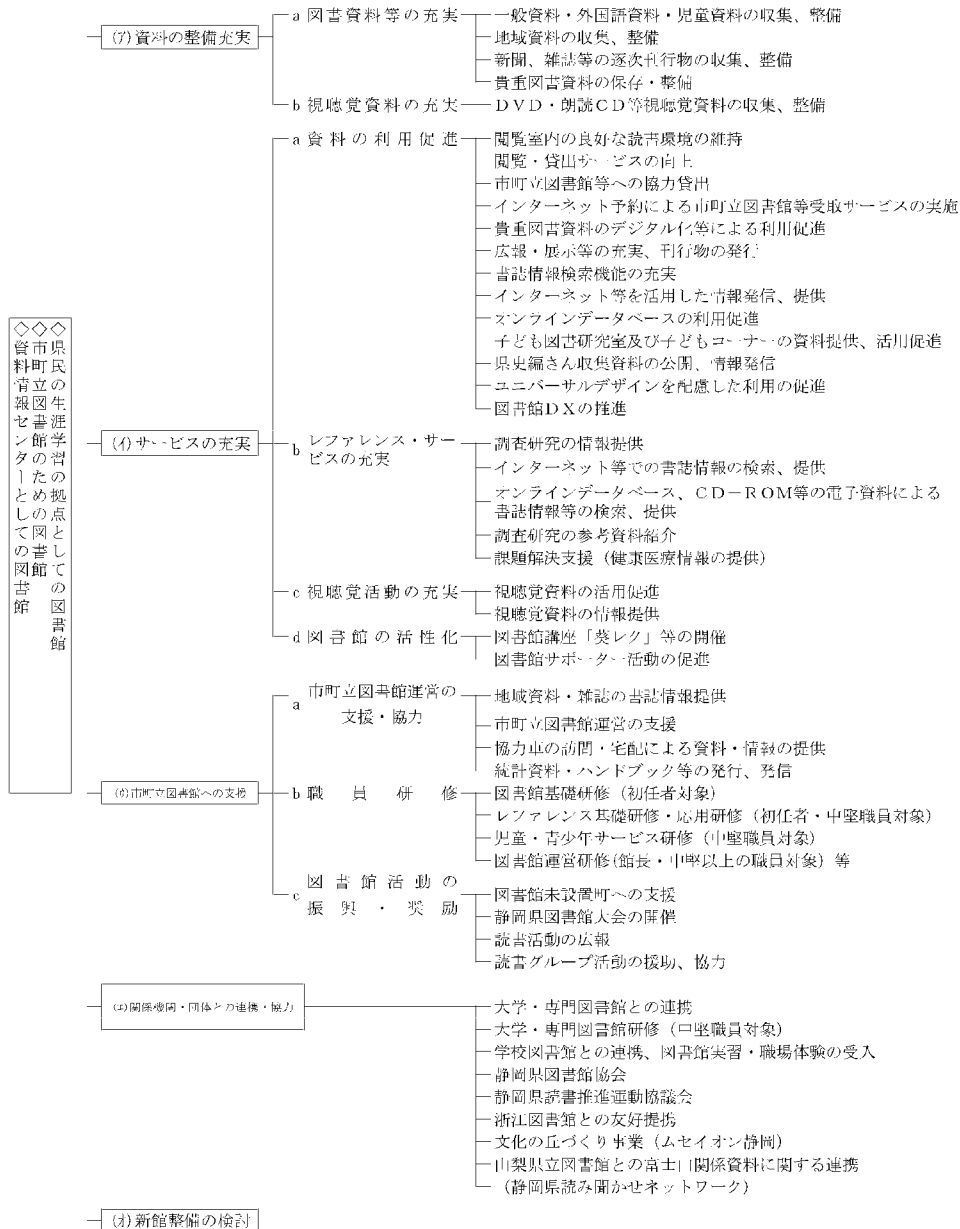 ◇県民の生涯学習の拠点としての図書館
◇市町立図書館のための図書館
◇資料情報センターとしての図書館
(ｱ)資料の整備充実
a 図書資料等の充実
一般資料・外国語資料・児童資料の収集、整備
地域資料の収集、整備
新聞、雑誌等の逐次刊行物の収集、整備
貴重図書資料の保存・整備
b 視聴覚資料の充実
ＤＶＤ・朗読ＣＤ等視聴覚資料の収集、整備
(ｲ)サービスの充実
a 資料の利用促進
閲覧室内の良好な読書環境の維持
閲覧・貸出サービスの向上
市町立図書館等への協力貸出
インターネット予約による市町立図書館等受取サービスの実施
貴重図書資料のデジタル化等による利用促進
広報・展示等の充実、刊行物の発行
書誌情報検索機能の充実
インターネット等を活用した情報発信、提供
オンラインデータベースの利用促進
子ども図書研究室及び子どもコーナーの資料提供、活用促進
県史編さん収集資料の公開、情報発信
ユニバーサルデザインを配慮した利用の促進
図書館ＤＸの推進
b レファレンス・サー
ビスの充実
調査研究の情報提供
インターネット等での書誌情報の検索、提供
オンラインデータベース、ＣＤ－ＲＯＭ等の電子資料による
書誌情報等の検索、提供
調査研究の参考資料紹介
課題解決支援（健康医療情報の提供）
c 視聴覚活動の充実
視聴覚資料の活用促進
視聴覚資料の情報提供
d 図書館の活性化
図書館講座「葵レク」等の開催
図書館サポーター活動の促進
(ｳ)市町立図書館への支援
a 市町立図書館運営の
支援・協力
地域資料・雑誌の書誌情報提供
市町立図書館運営の支援
協力車の訪問・宅配による資料・情報の提供
統計資料・ハンドブック等の発行、発信
b 職員研修
図書館基礎研修（初任者対象）
レファレンス基礎研修・応用研修（初任者・中堅職員対象）
児童・青少年サービス研修（中堅職員対象）
図書館運営研修(館長・中堅以上の職員対象）等
c 図書館活動の
振興・奨励
図書館未設置町への支援
静岡県図書館大会の開催
読書活動の広報
読書グループ活動の援助、協力
(ｴ)関係機関・団体との連携・協力
大学・専門図書館との連携
大学・専門図書館研修（中堅職員対象）
学校図書館との連携、図書館実習・職場体験の受入
静岡県図書館協会
静岡県読書推進運動協議会
浙江図書館との友好提携
文化の丘づくり事業（ムセイオン静岡）
山梨県立図書館との富士山関係資料に関する連携
（静岡県読み聞かせネットワーク）
(ｵ)新館整備の検討